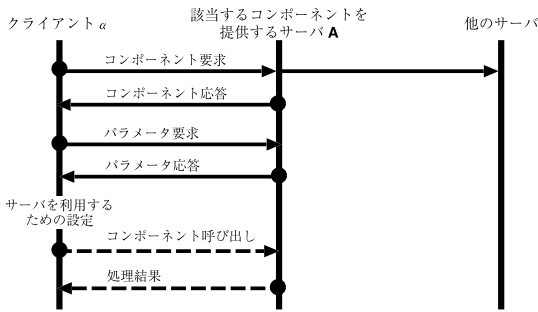 クライアントα
該当するコンポーネントを
提供するサーバ A
他のサーバ
コンポーネント要求
コンポーネント応答
パラメータ要求
パラメータ応答
サーバを利用する
ための設定
コンポーネント呼び出し
処理結果